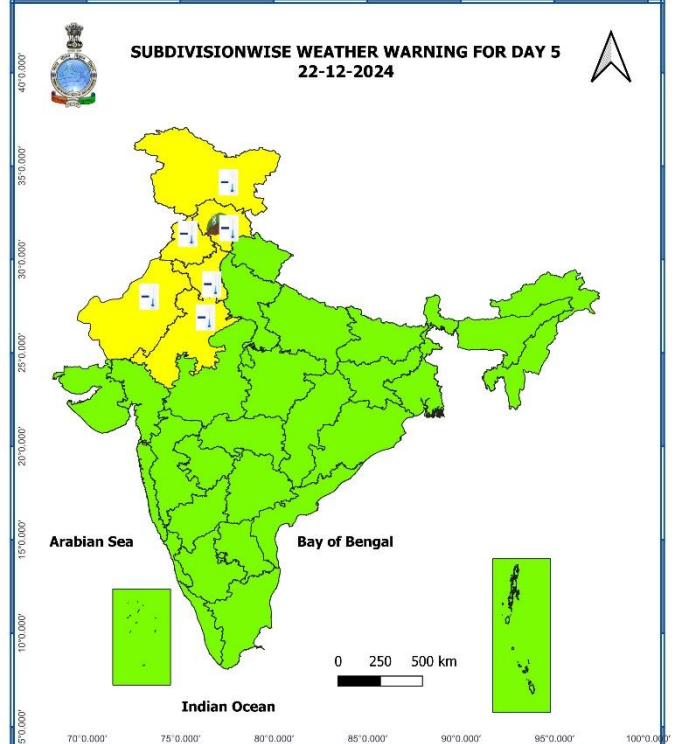 SUBDIVISIONWISE WEATHER WARNING FOR DAY 5
22-12-2024
40°0.000'
35°0.000'
30°0.000'
25°0.000'
20°0.000'
15°0.000'
10°0.000'
5°0.000'
Arabian Sea
Bay of Bengal
0 250 500 km
Indian Ocean
70°0.000' 75°0.000' 80°0.000' 85°0.000' 90°0.000' 95°0.000' 100°0.000'